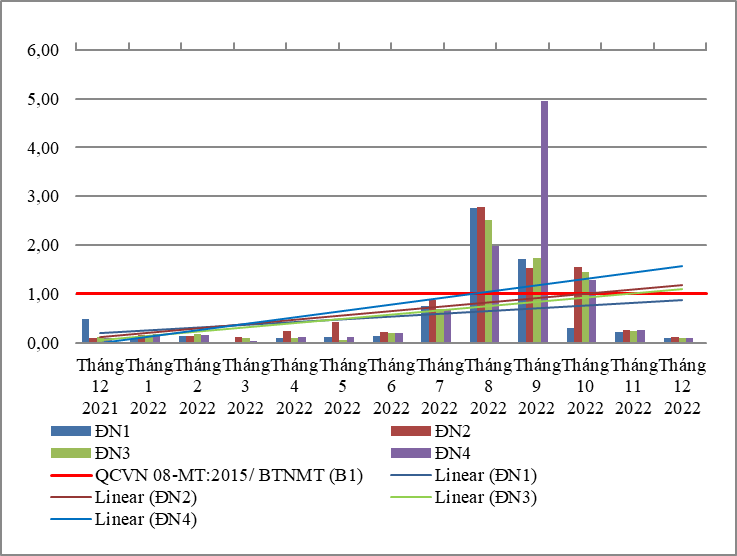 6,00
5,00
4,00
3,00
2,00
1,00
0,00
Tháng Tháng Tháng Tháng Tháng Tháng Tháng Tháng Tháng Tháng Tháng Tháng Tháng
12 1 2 3 4 5 6 7 8 9 10 11 12
2021 2022 2022 2022 2022 2022 2022 2022 2022 2022 2022 2022 2022
ĐN1 ĐN2
ĐN3 ĐN4
QCVN 08-MT:2015/ BTNMT (B1) Linear (ĐN1)
Linear (ĐN2) Linear (ĐN3)
Linear (ĐN4)